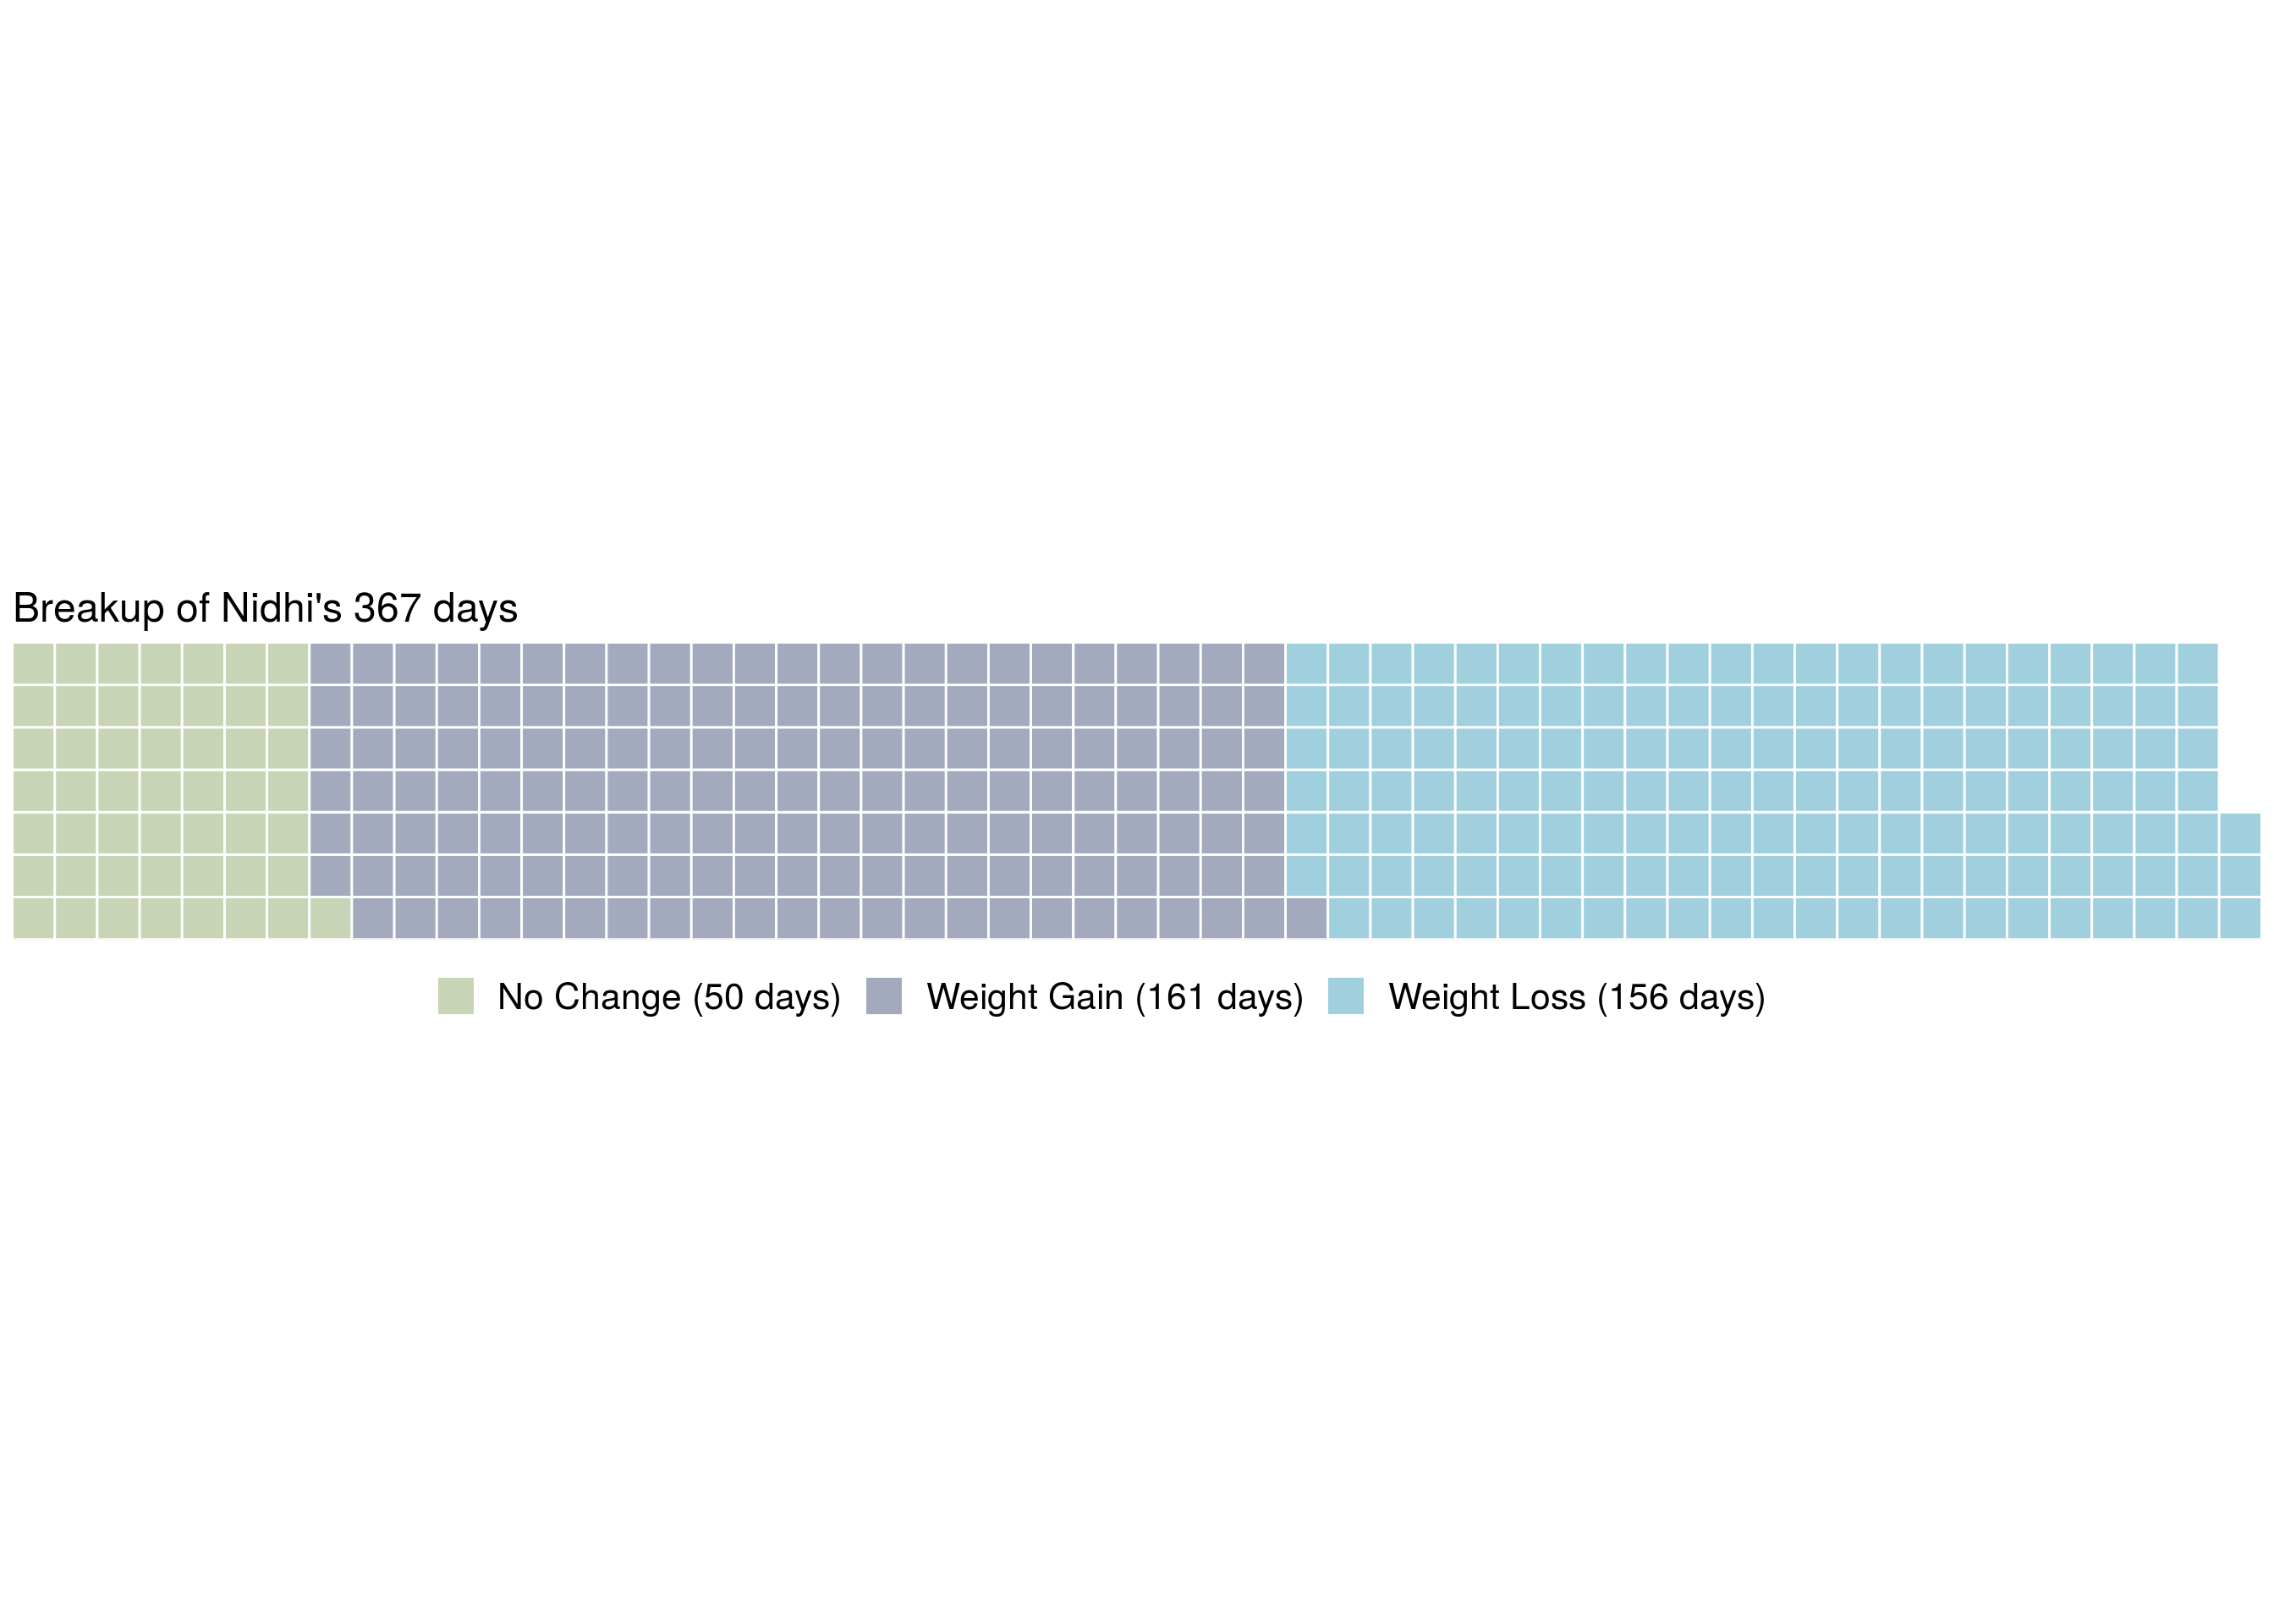 Breakup of Nidhi's 367 days
No Change (50 days) Weight Gain (161 days) Weight Loss (156 days)